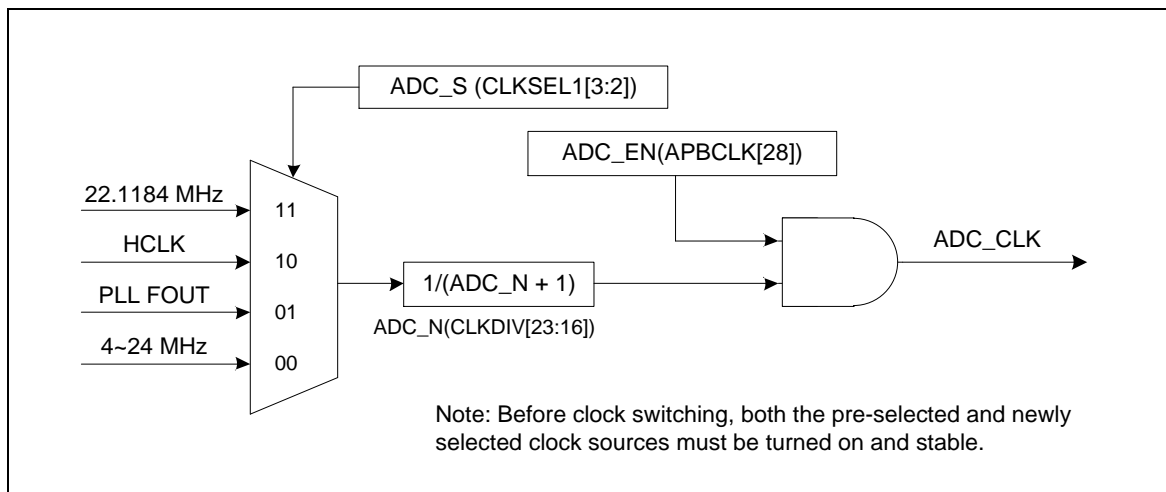 ADC_S (CLKSEL1[3:2])
ADC_EN(APBCLK[28])
22.1184 MHz
11
HCLK
10
PLL FOUT
01
4~24 MHz
00
1/(ADC_N + 1)
ADC_N(CLKDIV[23:16])
ADC_CLK
Note: Before clock switching, both the pre-selected and newly
selected clock sources must be turned on and stable.